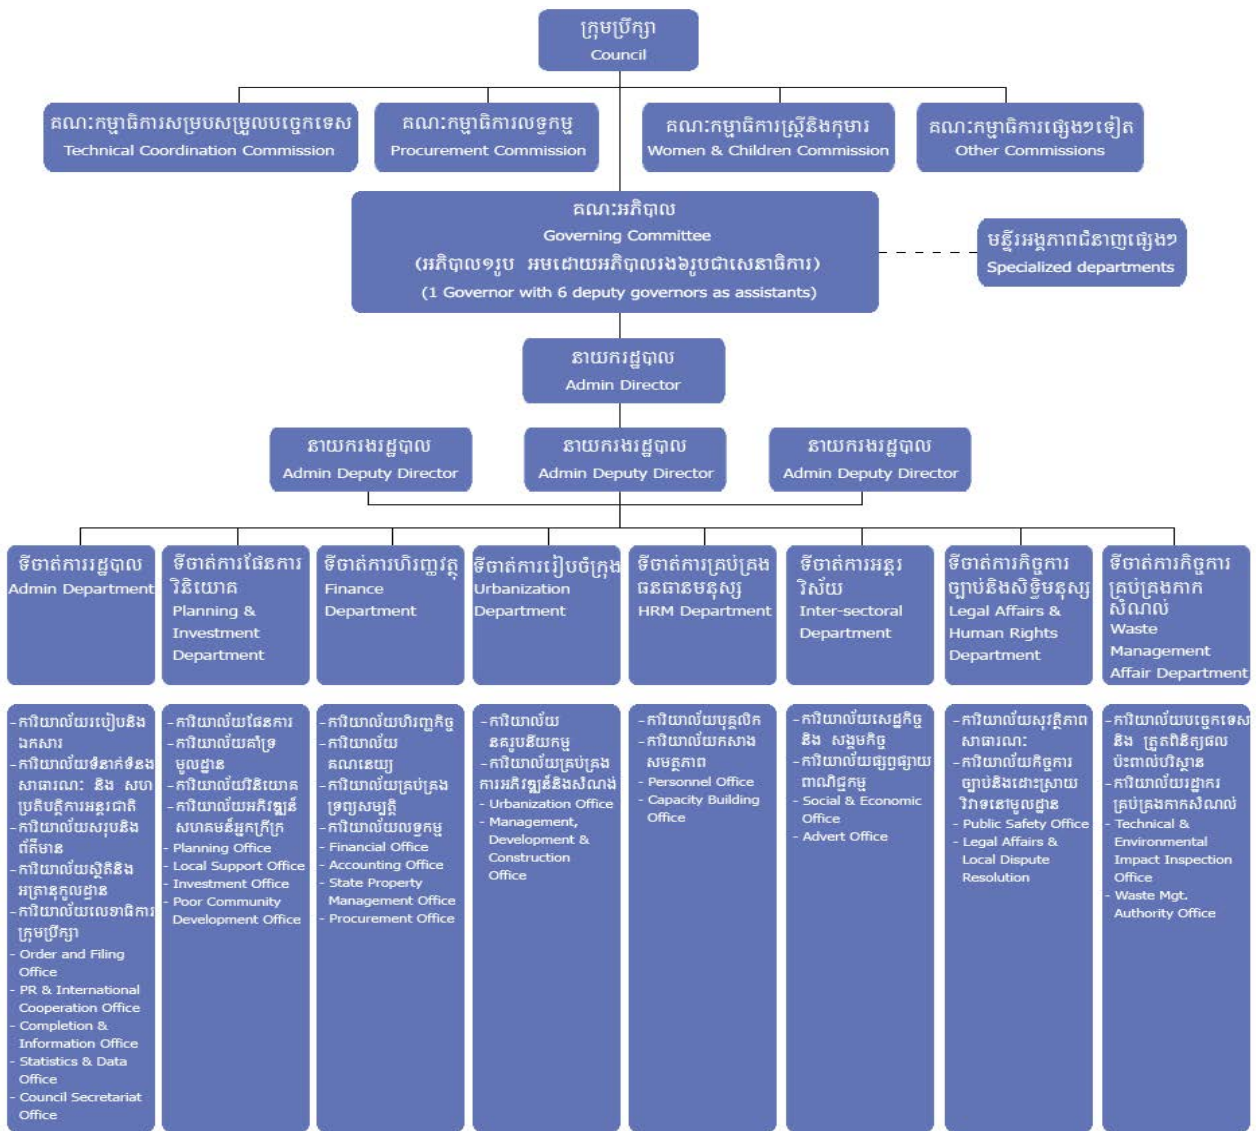 ក្រុមប្រឹក្សា
Council
គណៈកម្មាធិការសម្របសម្រួលបច្ចេកទេស
Technical Coordination Commission
គណៈកម្មាធិការលទ្ធកម្ម
Procurement Commission
គណៈកម្មាធិការស្ត្រីនិងកុមារ
Women & Children Commission
គណៈកម្មាធិការផ្សេងៗទៀត
Other Commissions
គណៈអភិបាល
Governing Committee
(អភិបាល១រូប អមដោយអភិបាលរង៦រូបជាសេនាធិការ)
(1 Governor with 6 deputy governors as assistants)
មន្ទីរអង្គភាពជំនាញផ្សេងៗ
Specialized departments
នាយករដ្ឋបាល
Admin Director
នាយករងរដ្ឋបាល
Admin Deputy Director
នាយករងរដ្ឋបាល
Admin Deputy Director
នាយករងរដ្ឋបាល
Admin Deputy Director
ទីចាត់ការរដ្ឋបាល
Admin Department
ទីចាត់ការផែនការ
វិនិយោគ
Planning &
Investment
Department
ទីចាត់ការហិរញ្ញវត្ថុ
Finance
Department
ទីចាត់ការរៀបចំក្រុង
Urbanization
Department
ទីចាត់ការគ្រប់គ្រង
ធនធានមនុស្ស
HRM Department
ទីចាត់ការអន្តរ
វិស័យ
Inter-sectoral
Department
ទីចាត់ការកិច្ចការ
ច្បាប់និងសិទ្ធិមនុស្ស
Legal Affairs &
Human Rights
Department
ទីចាត់ការកិច្ចការ
គ្រប់គ្រងកាក
សំណល់
Waste
Management
Affair Department
-ការិយាល័យរបៀបនិង
ឯកសារ
-ការិយាល័យទំនាក់ទំនង
សាធារណៈ និង សហ
ប្រតិបត្តិការអន្តរជាតិ
-ការិយាល័យសរុបនិង
ព័ត៌មាន
-ការិយាល័យស្ថិតិនិង
អត្រានុកូលដ្ឋាន
-ការិយាល័យលេខាធិការ
ក្រុមប្រឹក្សា
- Order and Filing
Office
- PR & International
Cooperation Office
- Completion &
Information Office
- Statistics & Data
Office
- Council Secretariat
Office
-ការិយាល័យផែនការ
-ការិយាល័យគាំទ្រ
មូលដ្ឋាន
-ការិយាល័យវិនិយោគ
-ការិយាល័យអភិវឌ្ឍន៍
សហគមន៍អ្នកក្រីក្រ
- Planning Office
- Local Support Office
- Investment Office
- Poor Community
Development Office
-ការិយាល័យហិរញ្ញកិច្ច
-ការិយាល័យ
គណនេយ្យ
-ការិយាល័យគ្រប់គ្រង
ទ្រព្យសម្បត្តិ
-ការិយាល័យលទ្ធកម្ម
- Financial Office
- Accounting Office
- State Property
Management Office
- Procurement Office
-ការិយាល័យ
នគរូបនីយកម្ម
-ការិយាល័យគ្រប់គ្រង
ការអភិវឌ្ឍន៍និងសំណង់
- Urbanization Office
- Management,
Development &
Construction
Office
-ការិយាល័យបុគ្គលិក
-ការិយាល័យកសាង
សមត្ថភាព
- Personnel Office
- Capacity Building
Office
-ការិយាល័យសេដ្ឋកិច្ច
និង សង្គមកិច្ច
-ការិយាល័យផ្សព្វផ្សាយ
ពាណិជ្ជកម្ម
- Social & Economic
Office
- Advert Office
-ការិយាល័យសុវត្ថិភាព
សាធារណៈ
-ការិយាល័យកិច្ចការ
ច្បាប់និងដោះស្រាយ
វិវាទនៅមូលដ្ឋាន
- Public Safety Office
- Legal Affairs &
Local Dispute
Resolution
-ការិយាល័យបច្ចេកទេស
និង ត្រួតពិនិត្យផល
ប៉ះពាល់បរិស្ថាន
-ការិយាល័យរដ្ឋាករ
គ្រប់គ្រងកាកសំណល់
- Technical &
Environmental
Impact Inspection
Office
- Waste Mgt.
Authority Office